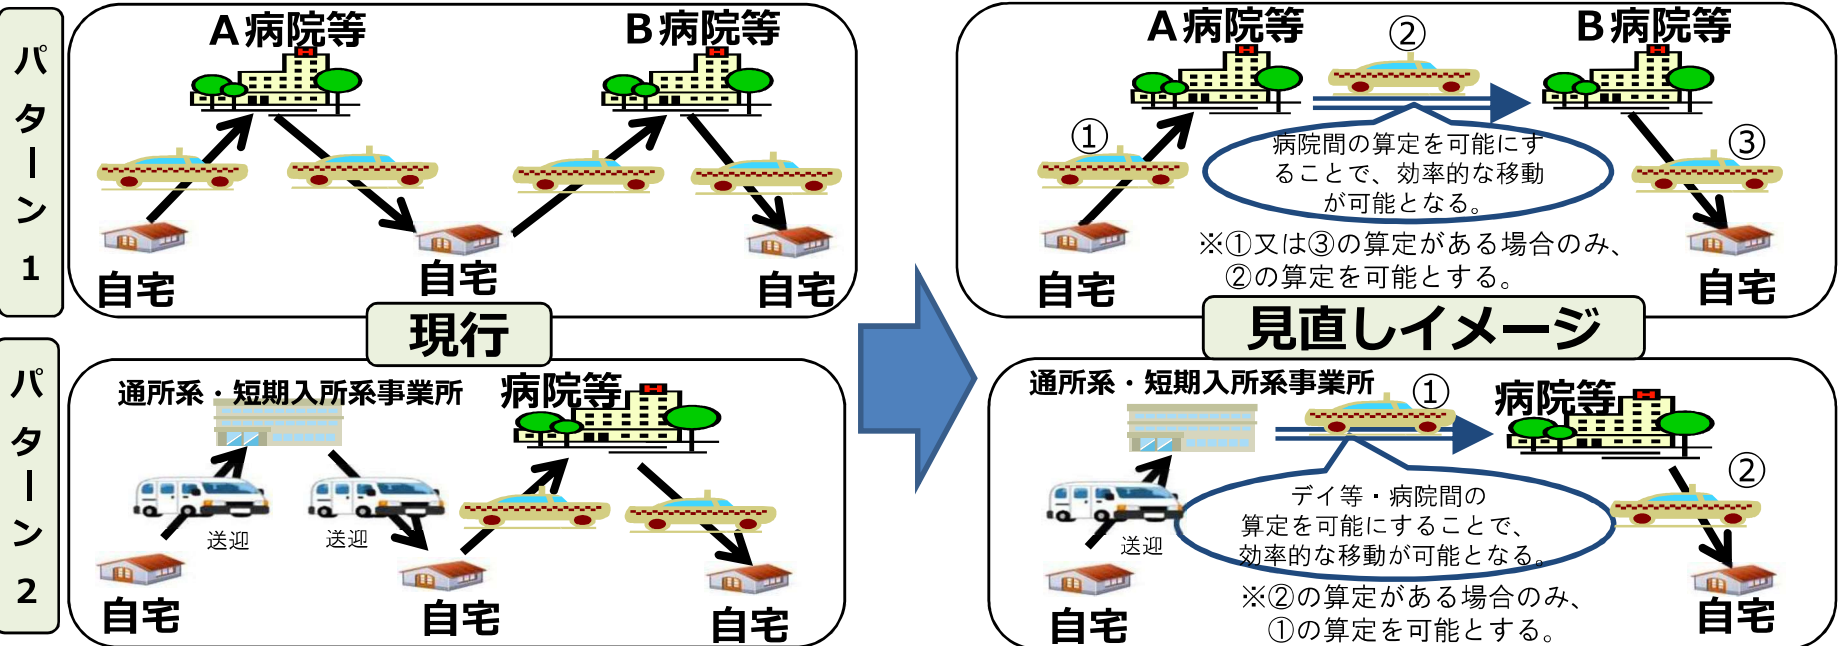 パターン1
A病院等
B病院等
自宅
自宅
自宅
現行
パターン2
通所系・短期入所系事業所
病院等
送迎
送迎
自宅
自宅
自宅
A病院等
②
B病院等
①
病院間の算定を可能にす
ることで、効率的な移動
が可能となる。
③
※①又は③の算定がある場合のみ、
②の算定を可能とする。
自宅
自宅
見直しイメージ
通所系・短期入所系事業所
①
病院等
②
デイ等・病院間の
算定を可能にすることで、
効率的な移動が可能となる。
送迎
※②の算定がある場合のみ、
①の算定を可能とする。
自宅
自宅